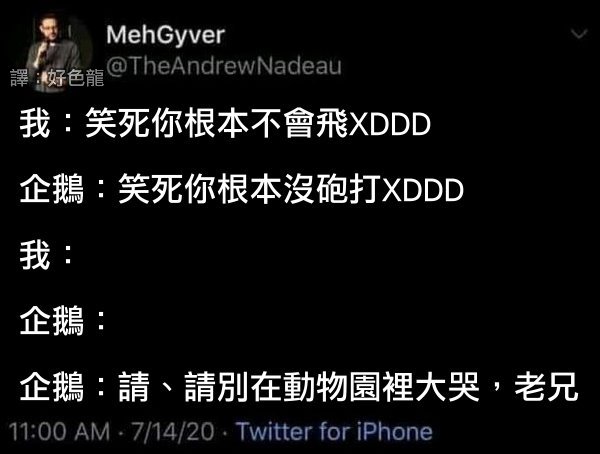 MehGyver
@TheAndrewNadeau
譯：好色龍
我：笑死你根本不會飛XDDD
企鵝：笑死你根本沒砲打XDDD
我：
企鵝：
企鵝：請、請別在動物園裡大哭，老兄
11:00 AM · 7/14/20 · Twitter for iPhone